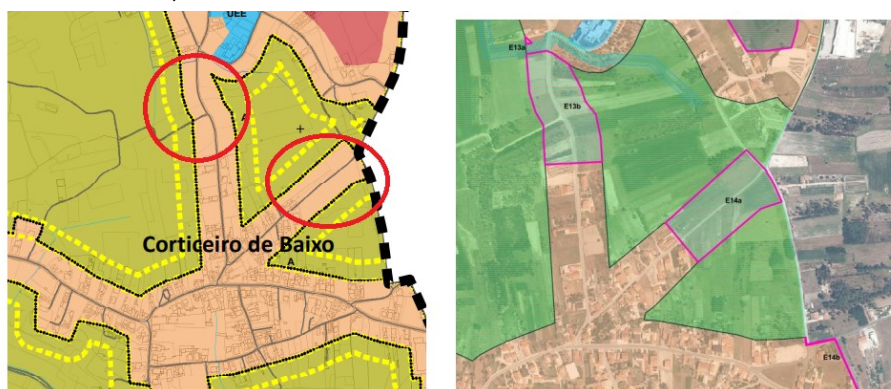 UEE
A
Corticeiro de Baixo
A
E13a
E13b
E14a
E14b